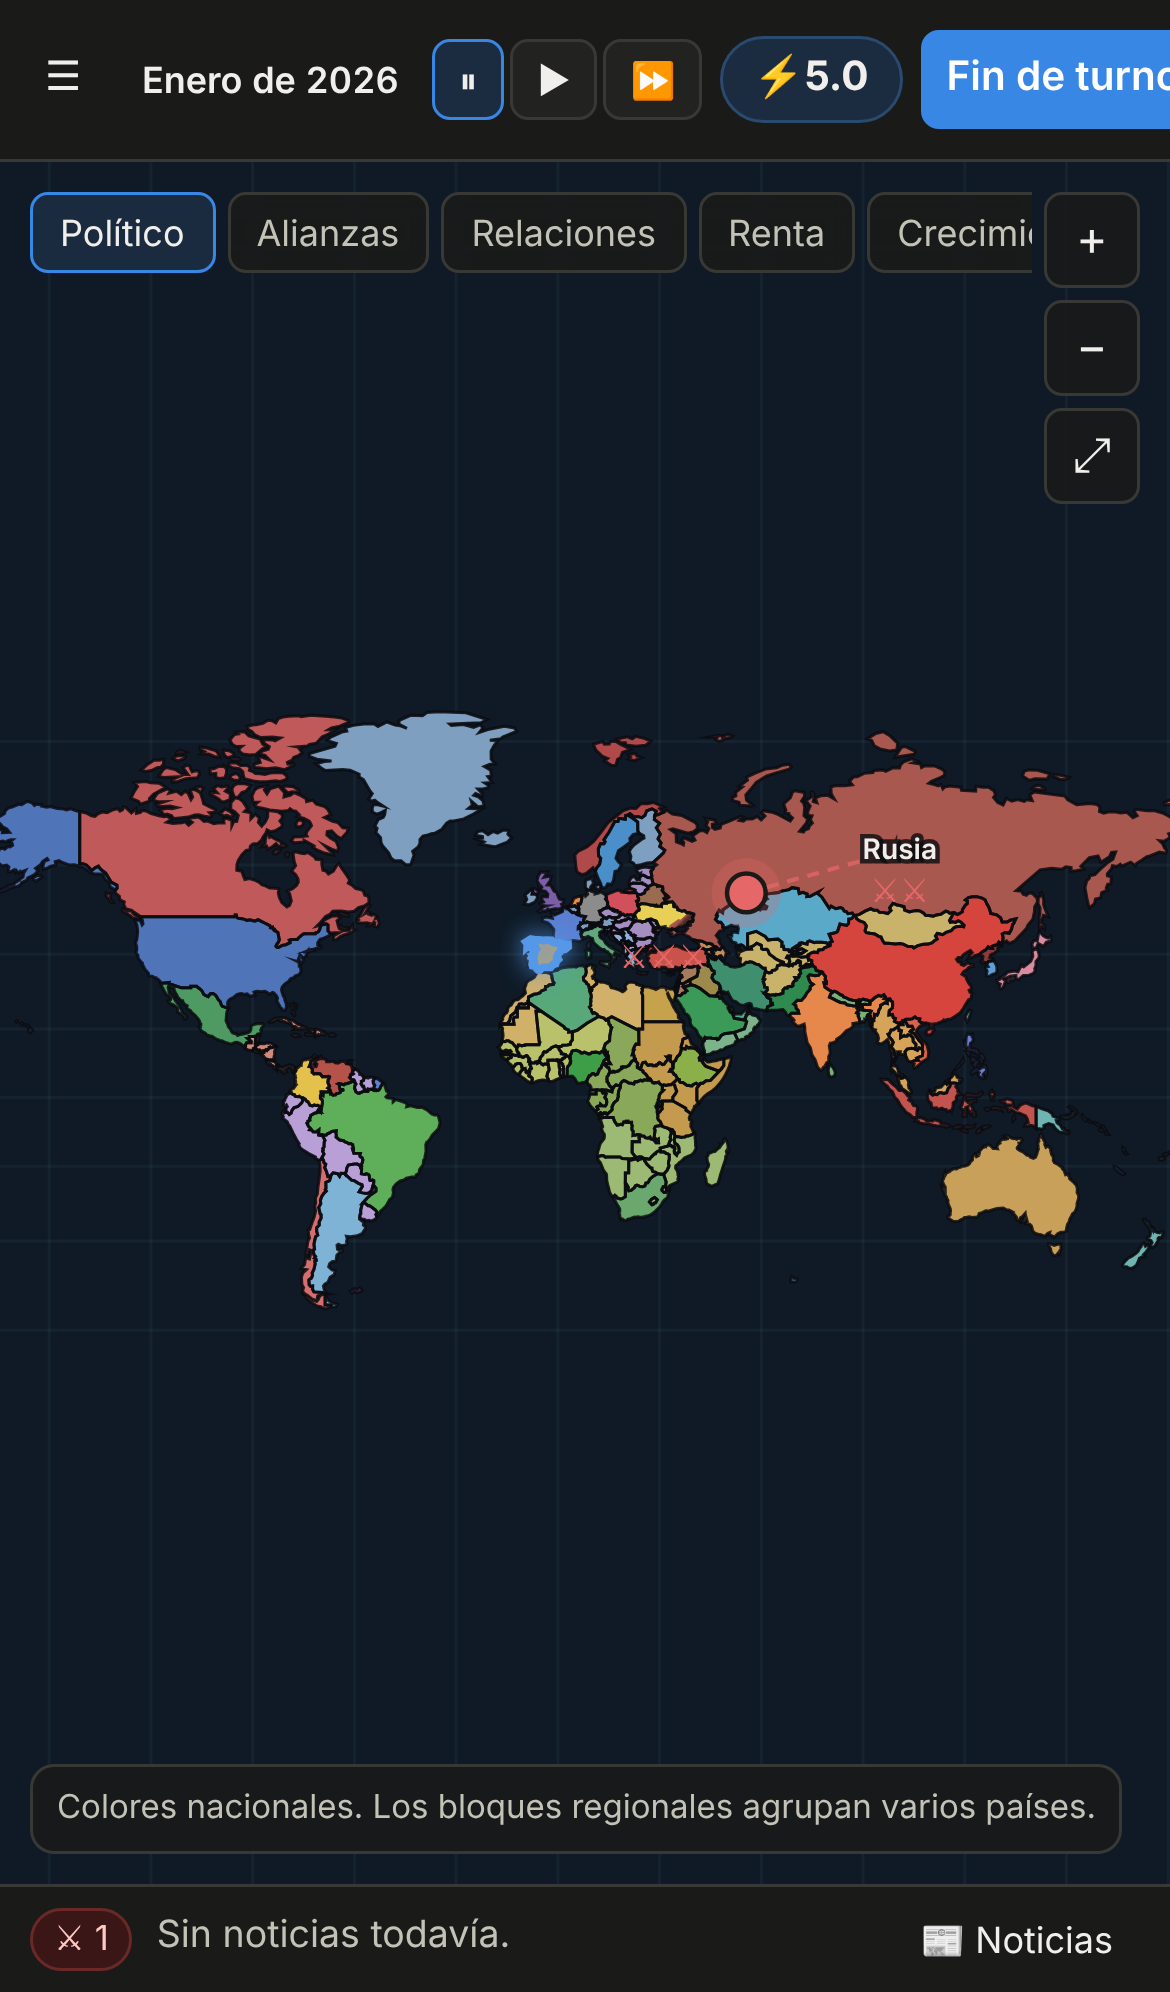 Enero de 2026
⚡5.0
Fin de turno
Político
Alianzas
Relaciones
Renta
Crecimie
+
−
Rusia
Colores nacionales. Los bloques regionales agrupan varios países.
⚔ 1
Sin noticias todavía.
Noticias